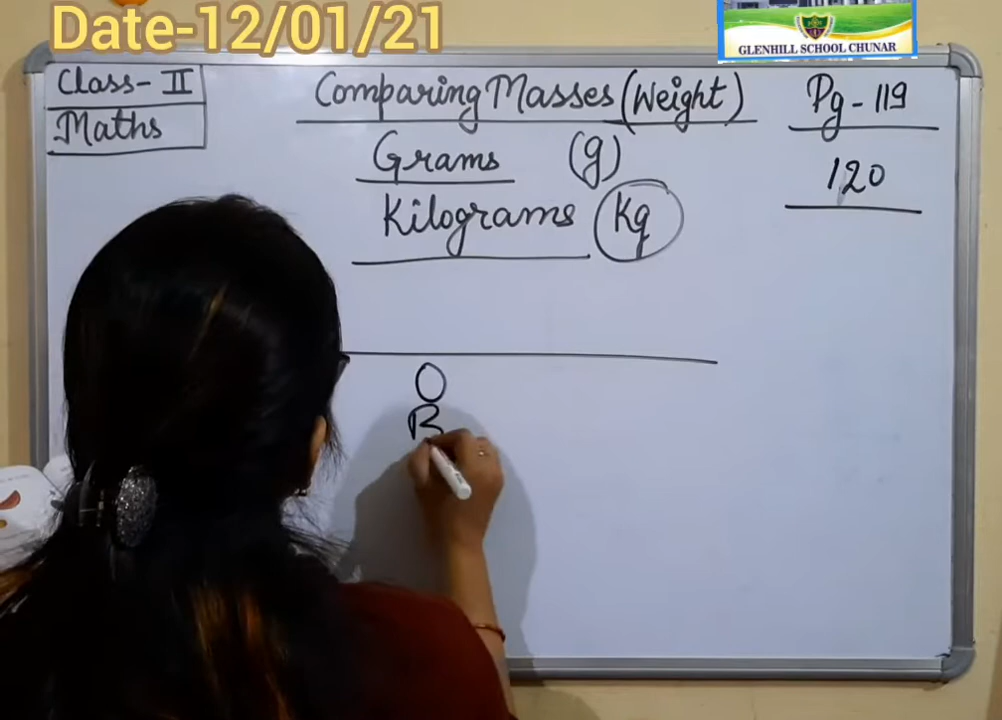 Date-12/01/21
GLENHILL SCHOOL CHUNAR
Class- II
Maths
Comparing Masses (Weight)
Pg - 119
120
Grams (g)
Kilograms Kg
O
B